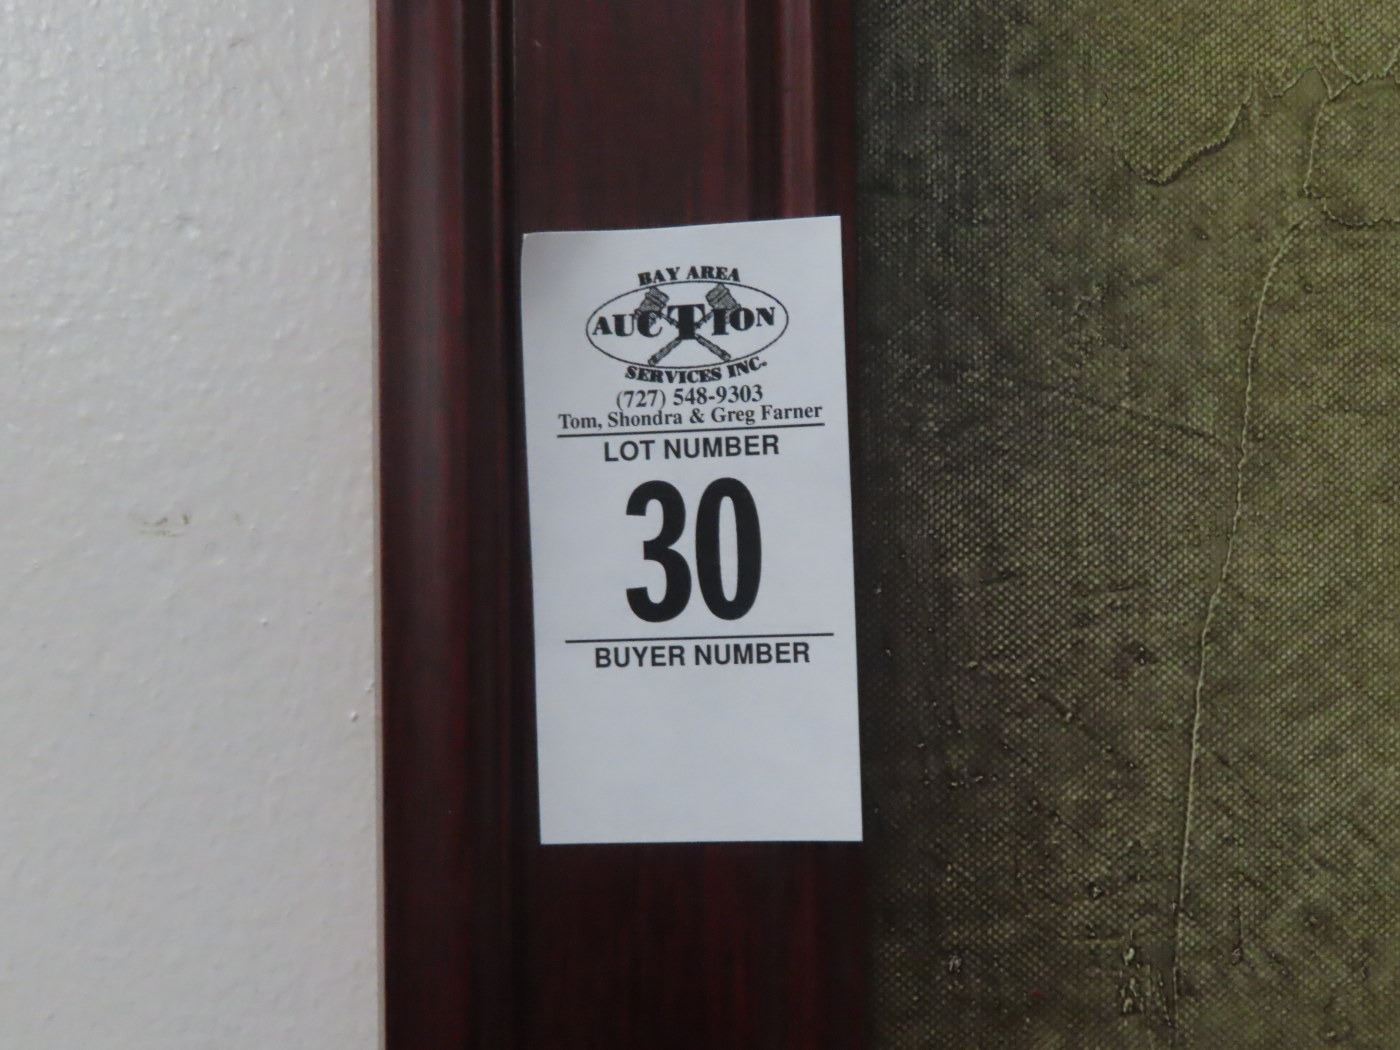 BAY AREA
AUCTION
SERVICES INC.
(727) 548-9303
Tom, Shondra & Greg Farner
LOT NUMBER
30
BUYER NUMBER